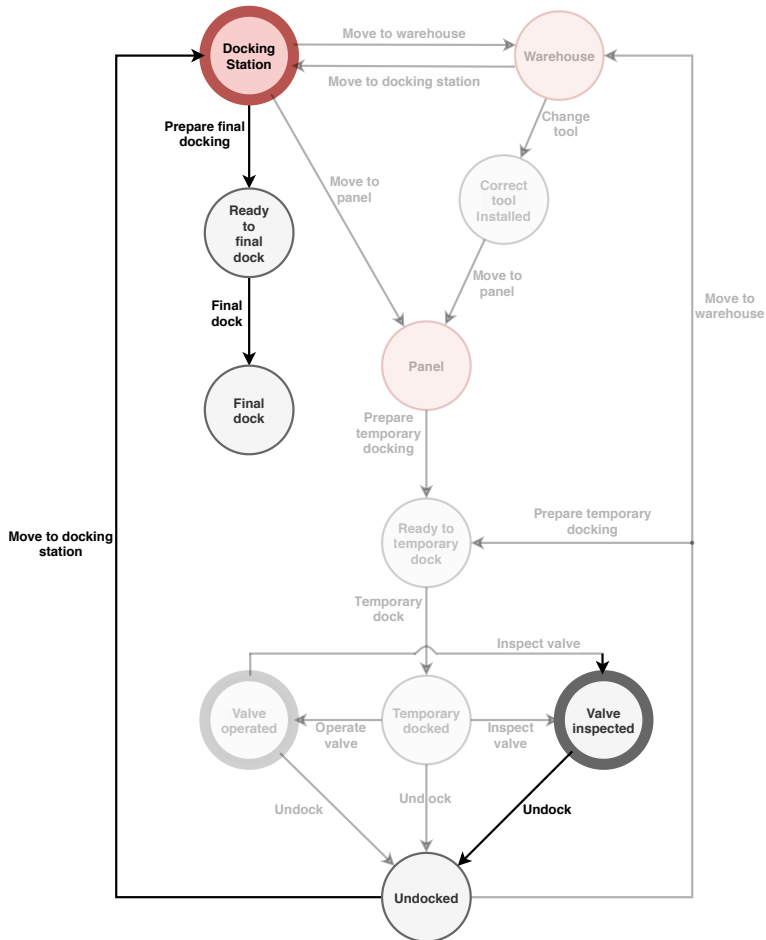 Docking
Station
Move to warehouse
Warehouse
Move to docking station
Prepare final
docking
Change
tool
Move to
panel
Correct
tool
Installed
Ready
to
final
dock
Move to
panel
Final
dock
Move to
warehouse
Panel
Final
dock
Prepare
temporary
docking
Move to docking
station
Ready to
temporary
dock
Prepare temporary
docking
Temporary
dock
Inspect valve
Valve
operated
Operate
valve
Temporary
docked
Inspect
valve
Valve
inspected
Undock
Undock
Undock
Undocked